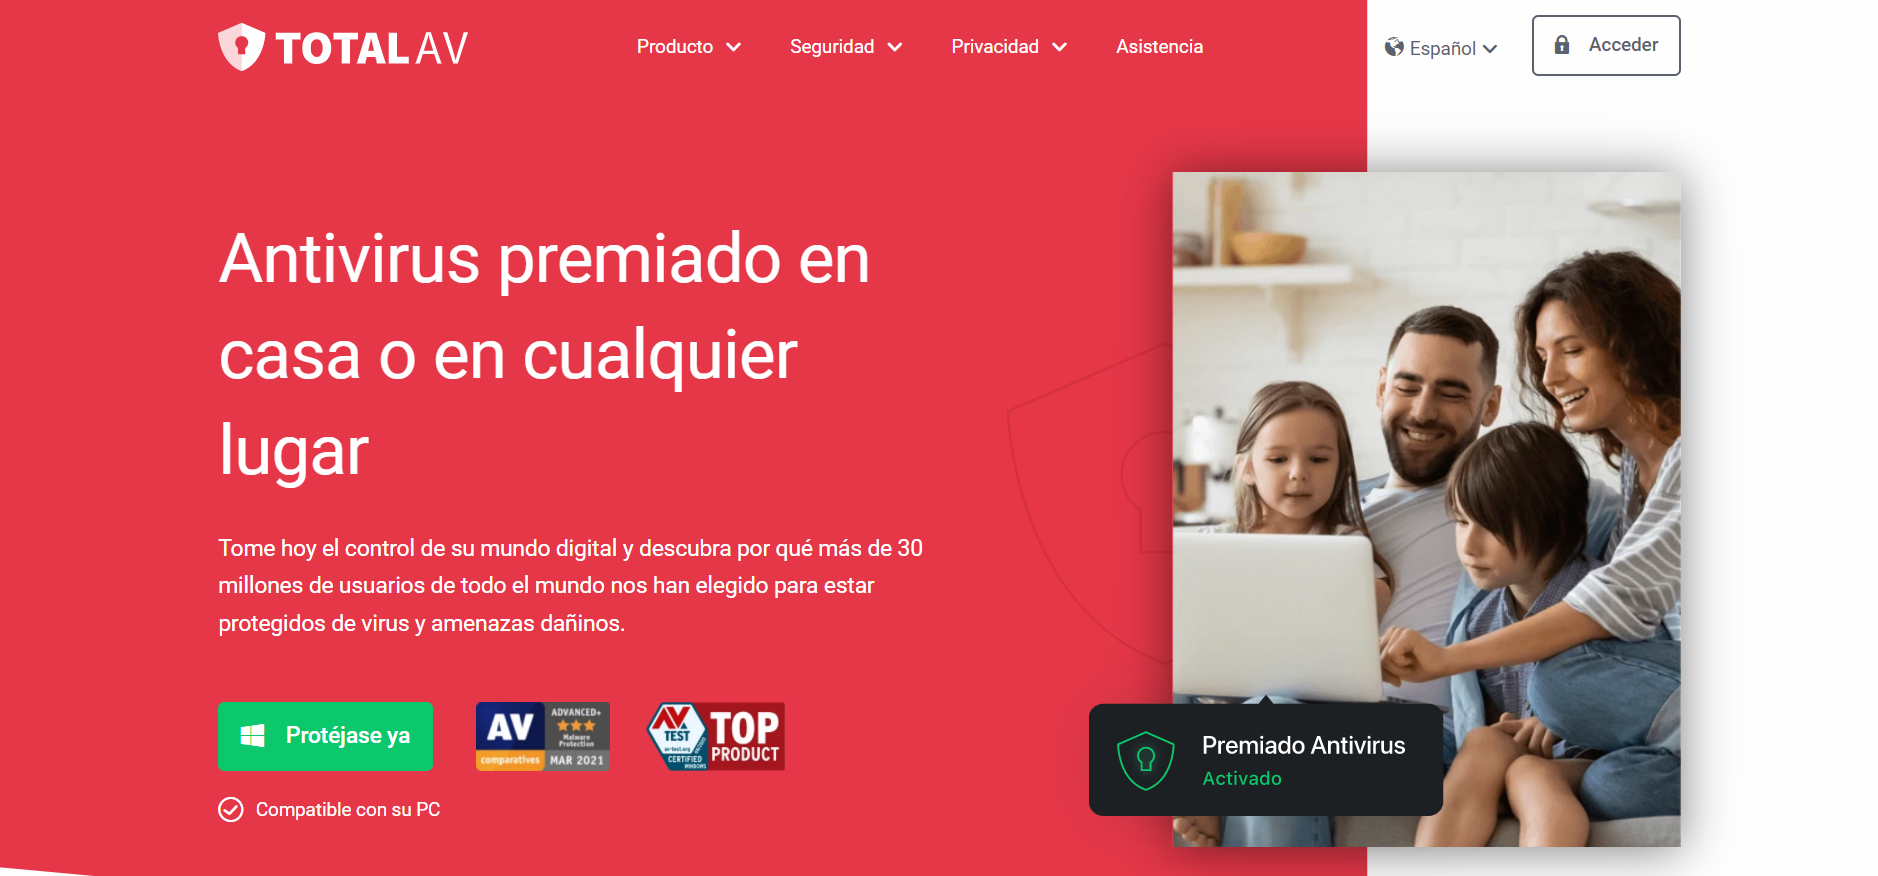 TOTAL AV
Producto
Seguridad
Privacidad
Asistencia
Español
Acceder
Antivirus premiado en
casa o en cualquier
lugar
Tome hoy el control de su mundo digital y descubra por qué más de 30
millones de usuarios de todo el mundo nos han elegido para estar
protegidos de virus y amenazas dañinos.
Protéjase ya
AV
comparatives
ADVANCED+
Malware
Protection
MAR 2021
AV
TEST
av-test.org
CERTIFIED
WINDOWS
TOP
PRODUCT
Compatible con su PC
Premiado Antivirus
Activado